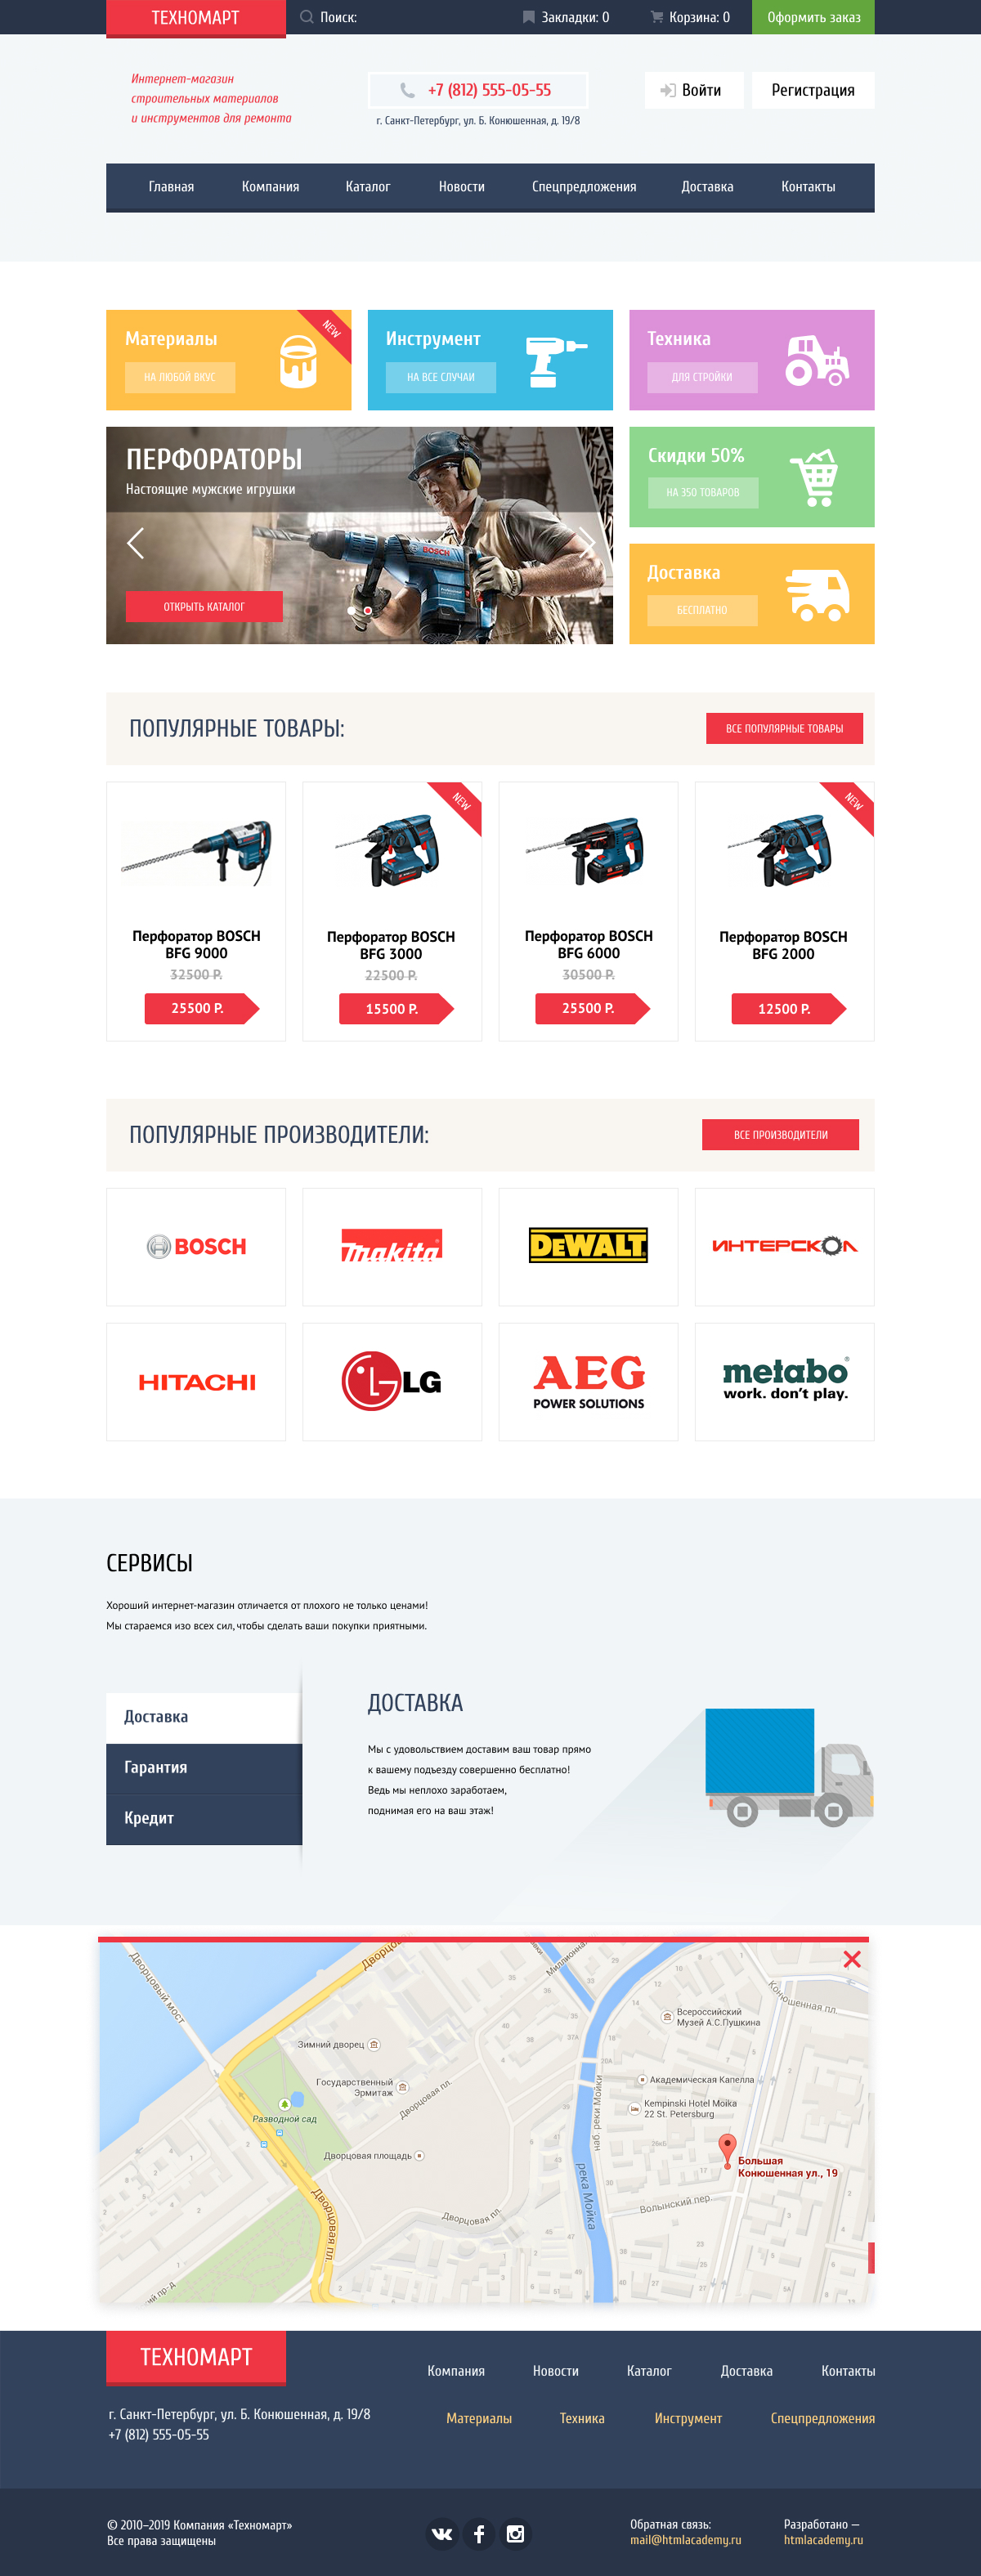 ТЕХНОМАРТ
Поиск:
Закладки: 0
Корзина: 0
Оформить заказ
Интернет-магазин
строительных материалов
и инструментов для ремонта
+7 (812) 555-05-55
г. Санкт-Петербург, ул. Б. Конюшенная, д. 19/8
Войти
Регистрация
Главная
Компания
Каталог
Новости
Спецпредложения
Доставка
Контакты
Материалы
НА ЛЮБОЙ ВКУС
NEW
Инструмент
НА ВСЕ СЛУЧАИ
Техника
ДЛЯ СТРОЙКИ
ПЕРФОРАТОРЫ
Настоящие мужские игрушки
BOSCH
ОТКРЫТЬ КАТАЛОГ
Скидки 50%
НА 350 ТОВАРОВ
Доставка
БЕСПЛАТНО
ПОПУЛЯРНЫЕ ТОВАРЫ:
ВСЕ ПОПУЛЯРНЫЕ ТОВАРЫ
Перфоратор BOSCH
BFG 9000
32500 Р.
25500 Р.
NEW
Перфоратор BOSCH
BFG 3000
22500 Р.
15500 Р.
Перфоратор BOSCH
BFG 6000
30500 Р.
25500 Р.
NEW
Перфоратор BOSCH
BFG 2000
12500 Р.
ПОПУЛЯРНЫЕ ПРОИЗВОДИТЕЛИ:
ВСЕ ПРОИЗВОДИТЕЛИ
BOSCH
makita
DEWALT
ИНТЕРСКОЛ
HITACHI
LG
AEG
POWER SOLUTIONS
metabo
work. don't play.
СЕРВИСЫ
Хороший интернет-магазин отличается от плохого не только ценами!
Мы стараемся изо всех сил, чтобы сделать ваши покупки приятными.
Доставка
Гарантия
Кредит
ДОСТАВКА
Мы с удовольствием доставим ваш товар прямо
к вашему подъезду совершенно бесплатно!
Ведь мы неплохо заработаем,
поднимая его на ваш этаж!
Дворцовый мост
Зимний дворец
Государственный
Эрмитаж
Разводной сад
Дворцовая пл.
Дворцовая площадь
Дворцовая пл.
Дворцовая пл.
наб. реки Мойки
река Мойка
Конюшенная пл.
Всероссийский
Музей А.С.Пушкина
Академическая Капелла
Kempinski Hotel Moika
22 St. Petersburg
Большая
Конюшенная ул., 19
Волынский пер.
ТЕХНОМАРТ
г. Санкт-Петербург, ул. Б. Конюшенная, д. 19/8
+7 (812) 555-05-55
Компания
Новости
Каталог
Доставка
Контакты
Материалы
Техника
Инструмент
Спецпредложения
© 2010–2019 Компания «Техномарт»
Все права защищены
Обратная связь:
mail@htmlacademy.ru
Разработано —
htmlacademy.ru